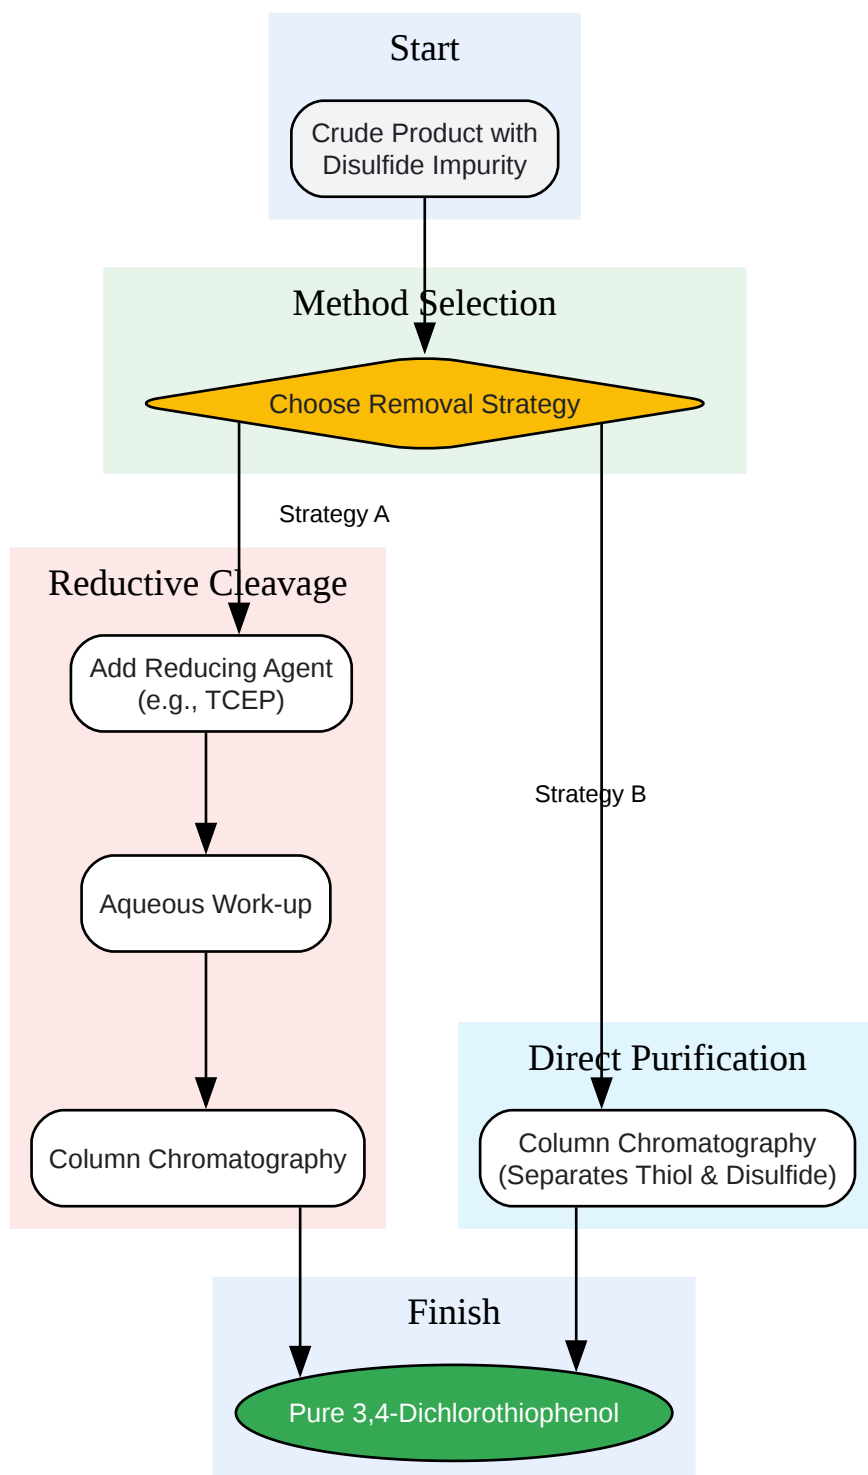 Start
Crude Product with
Disulfide Impurity
Method Selection
Choose Removal Strategy
Strategy A
Reductive Cleavage
Add Reducing Agent
(e.g., TCEP)
Strategy B
Aqueous Work-up
Direct Purification
Column Chromatography
Column Chromatography
(Separates Thiol & Disulfide)
Finish
Pure 3,4-Dichlorothiophenol